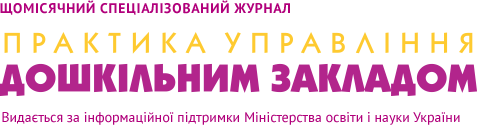 ЩОМІСЯЧНИЙ СПЕЦІАЛІЗОВАНИЙ ЖУРНАЛ
ПРАКТИКА УПРАВЛІННЯ
ДОШКІЛЬНИМ ЗАКЛАДОМ
Видається за інформаційної підтримки Міністерства освіти і науки України